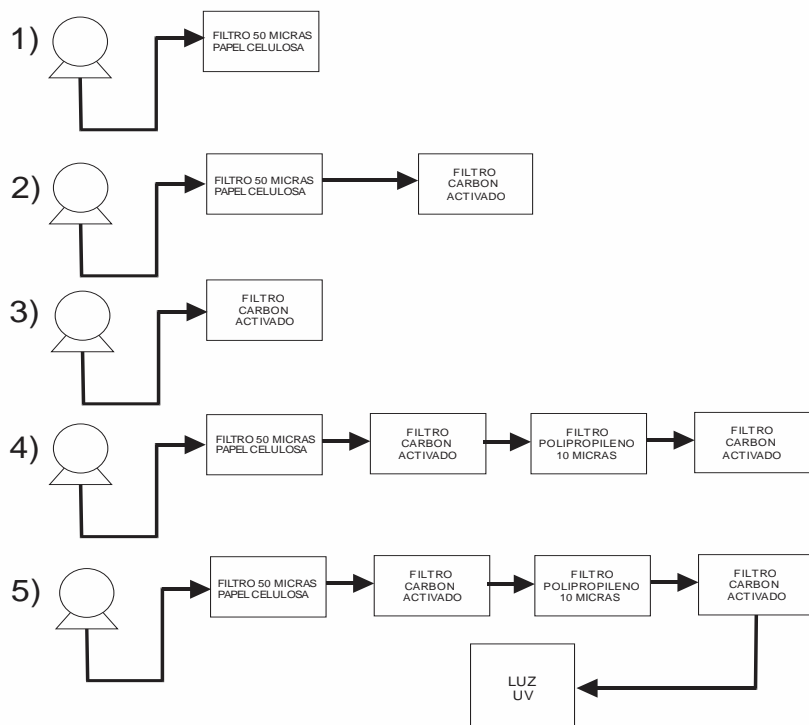 1)
FILTRO 50 MICRAS
PAPEL CELULOSA
2)
FILTRO 50 MICRAS
PAPEL CELULOSA
FILTRO
CARBON
ACTIVADO
3)
FILTRO
CARBON
ACTIVADO
4)
FILTRO 50 MICRAS
PAPEL CELULOSA
FILTRO
CARBON
ACTIVADO
FILTRO
POLIPROPILENO
10 MICRAS
FILTRO
CARBON
ACTIVADO
5)
FILTRO 50 MICRAS
PAPEL CELULOSA
FILTRO
CARBON
ACTIVADO
FILTRO
POLIPROPILENO
10 MICRAS
FILTRO
CARBON
ACTIVADO
LUZ
UV